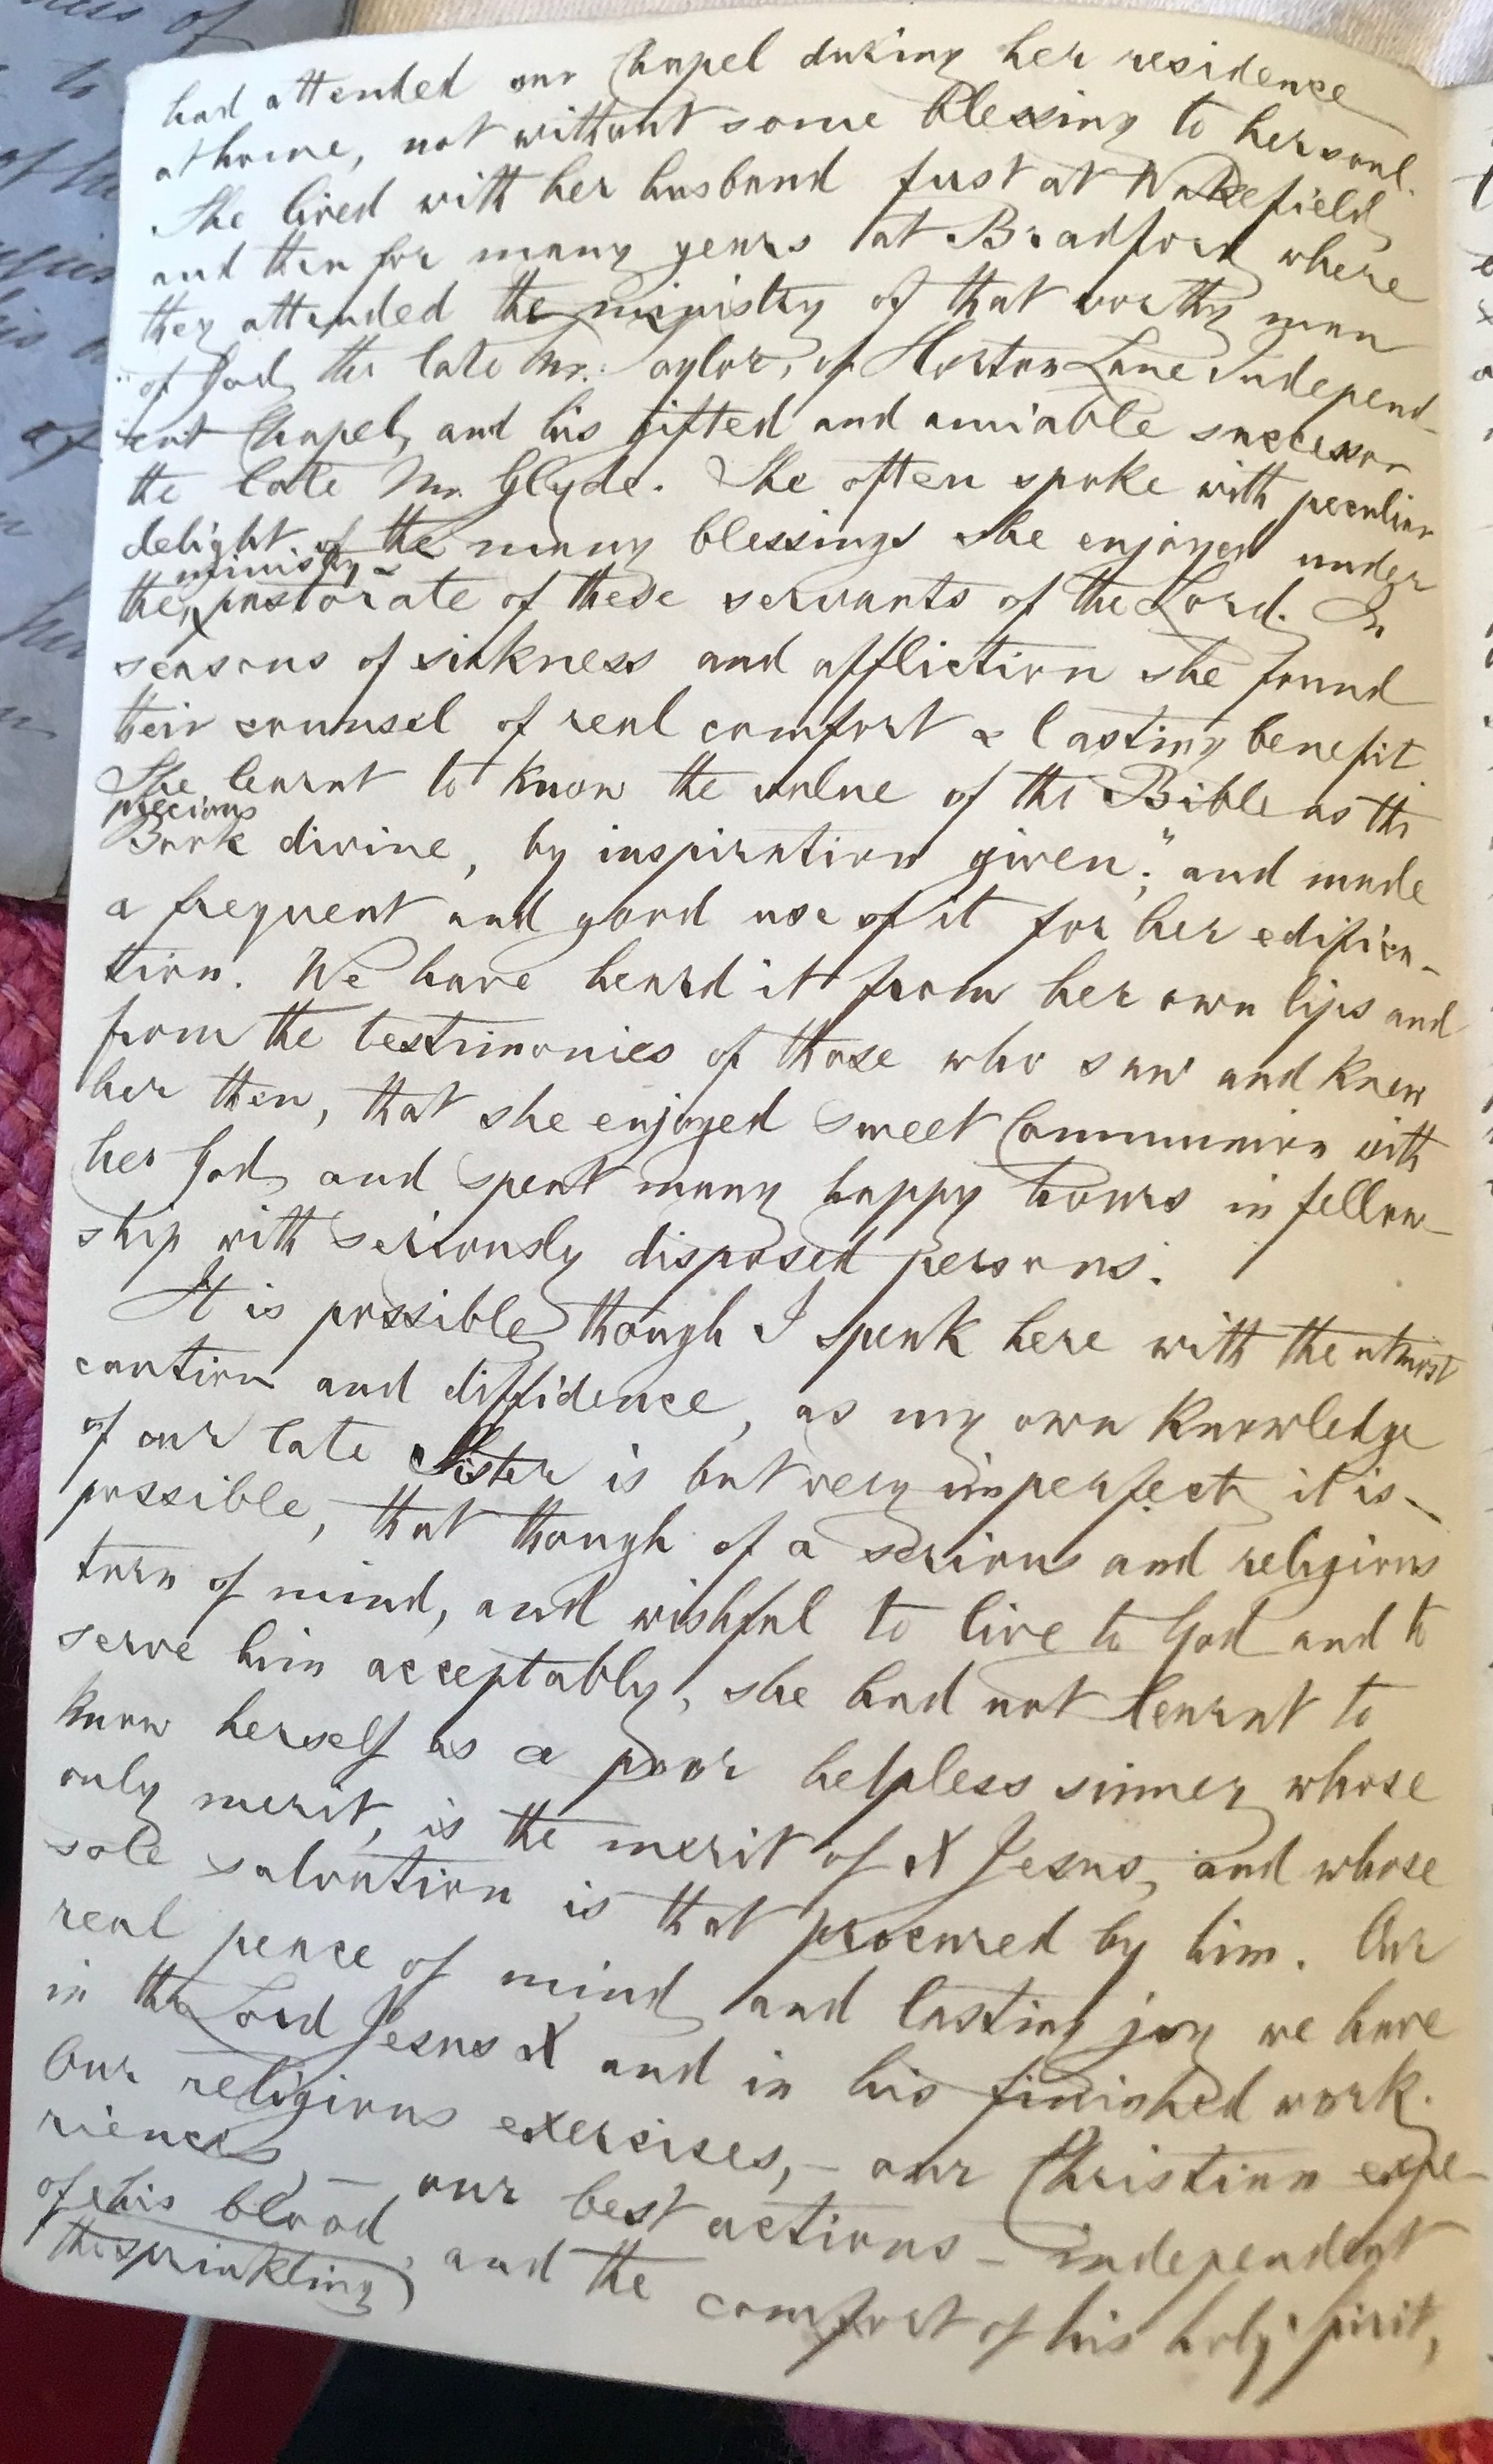 had attended our Chapel during her residence
at home, not without some blessing to her soul.
She lived with her husband first at Wakefield
and then for many years at Bradford where
they attended the ministry of that worthy man
of God, the late Mr. Taylor, of Horton Lane Independ-
ent Chapel, and his gifted and amiable successor
the late Mr. Glyde. She often spoke with peculiar
delight of the many blessings she enjoyed under
ministry &
the pastorate of these servants of the Lord. In
seasons of sickness and affliction she found
their counsel of real comfort & lasting benefit.
She learnt to know the value of the Bible as the
precious
Book divine, by inspiration given"; and made
a frequent and good use of it for her edifica-
tion. We have heard it from her own lips and
from the testimonies of those who saw and knew
her then, that she enjoyed sweet Communion with
her God, and spent many happy hours in fellow-
ship with seriously disposed persons.
It is possible, though I speak here with the utmost
caution and diffidence, as my own knowledge
of our late Sister is but very imperfect, it is
possible, that though of a serious and religious
turn of mind, and wishful to live to God and to
serve him acceptably, she had not learnt to
know herself as a poor helpless sinner, whose
only merit, is the merit of X Jesus, and whose
sole salvation is that procured by him. Our
real peace of mind and lasting joy we have
in the Lord Jesus X and in his finished work.
Our religious exercises, - our Christian expe-
riences, - our best actions - independent
of his blood, and the comfort of his holy spirit,
the sprinkling